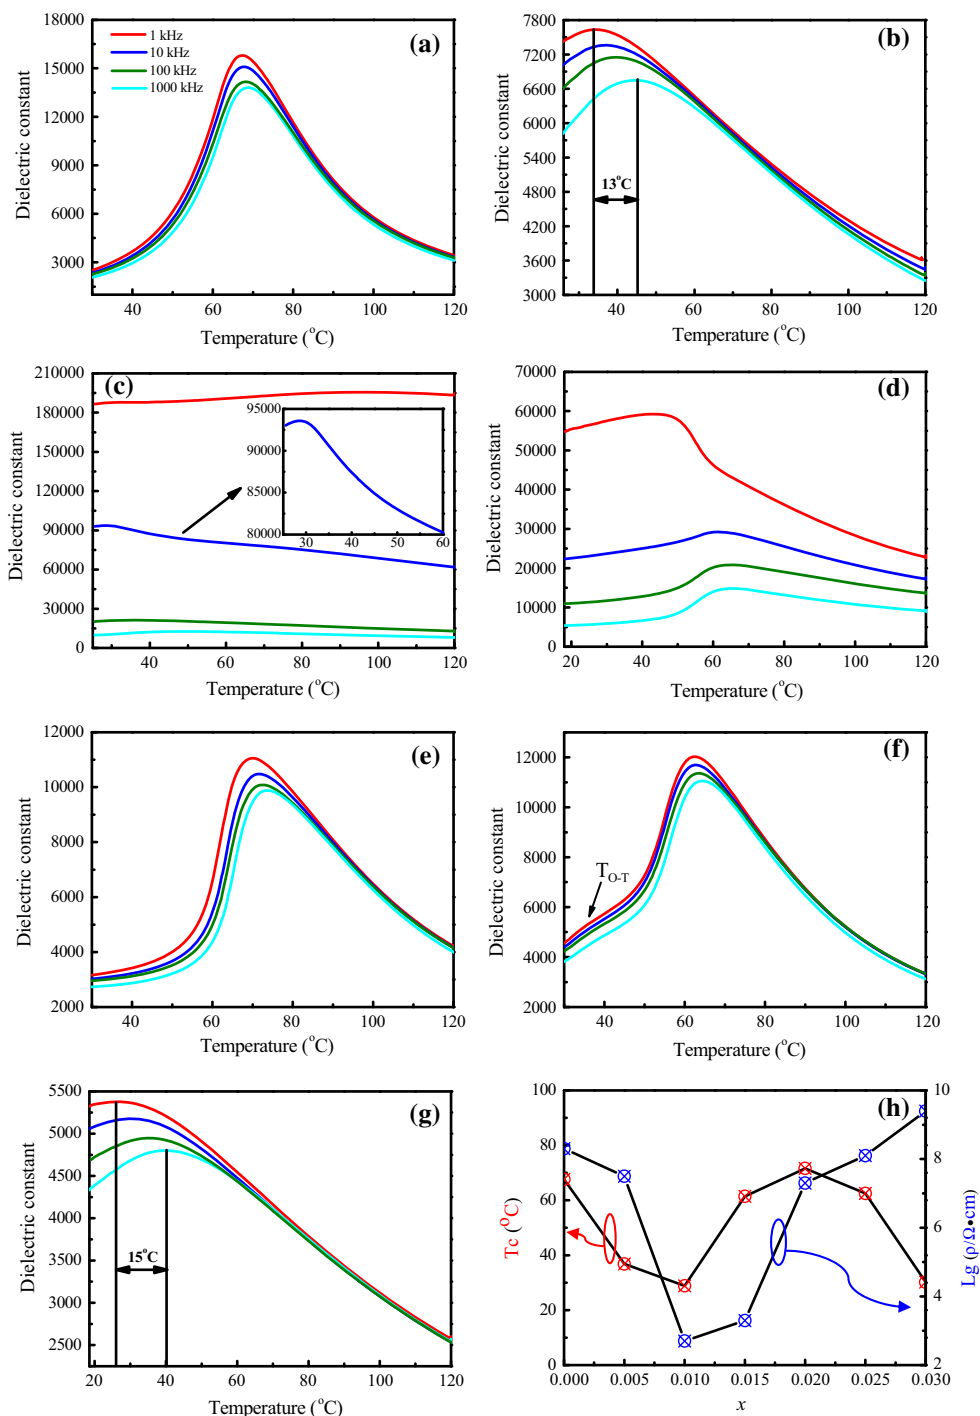 (a)
1 kHz
10 kHz
100 kHz
1000 kHz
18000
15000
12000
9000
6000
3000
Dielectric constant
40 60 80 100 120
Temperature (°C)
(b)
7800
7200
6600
6000
5400
4800
4200
3600
3000
Dielectric constant
13°C
40 60 80 100 120
Temperature (°C)
(c)
210000
180000
150000
120000
90000
60000
30000
0
Dielectric constant
95000
90000
85000
80000
30 40 50 60
40 60 80 100 120
Temperature (°C)
(d)
70000
60000
50000
40000
30000
20000
10000
0
Dielectric constant
20 40 60 80 100 120
Temperature (°C)
(e)
12000
10000
8000
6000
4000
2000
Dielectric constant
40 60 80 100 120
Temperature (°C)
(f)
12000
10000
8000
6000
4000
2000
Dielectric constant
T_O-T
40 60 80 100 120
Temperature (°C)
(g)
5500
5000
4500
4000
3500
3000
2500
Dielectric constant
15°C
20 40 60 80 100 120
Temperature (°C)
(h)
100
80
60
40
20
0
Tc (°C)
10
8
6
4
2
Lg (ρ/Ω•cm)
0.000 0.005 0.010 0.015 0.020 0.025 0.030
x